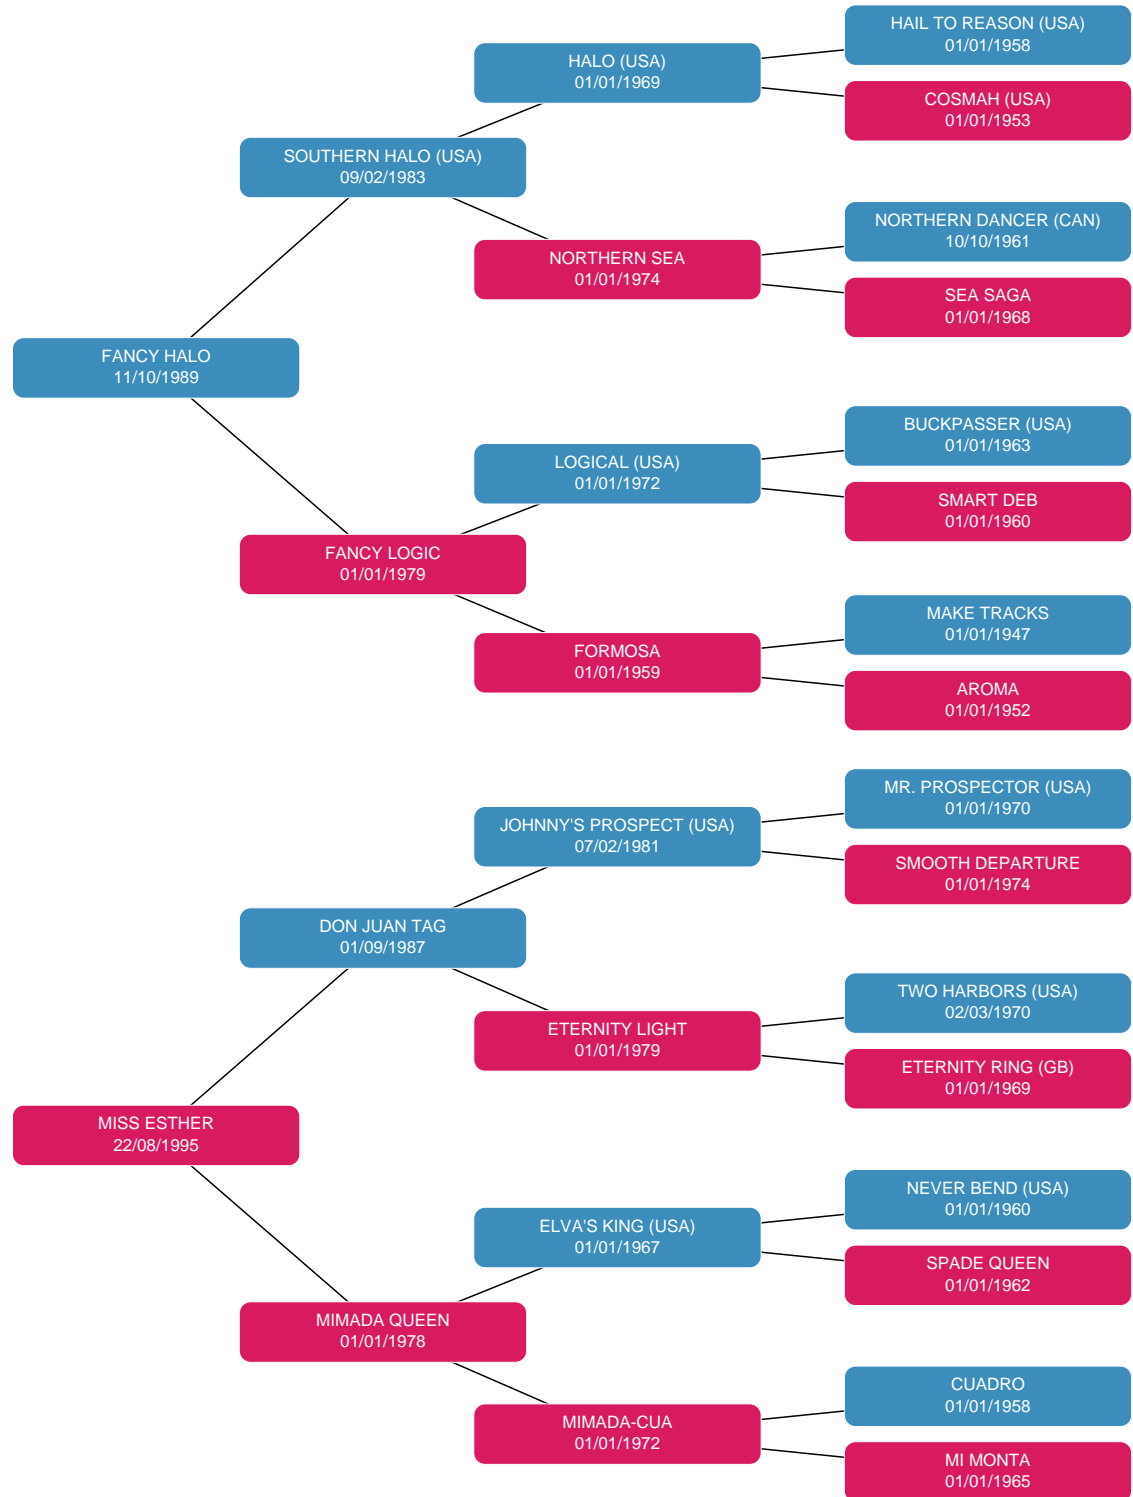 HAIL TO REASON (USA)
01/01/1958
HALO (USA)
01/01/1969
COSMAH (USA)
01/01/1953
SOUTHERN HALO (USA)
09/02/1983
NORTHERN DANCER (CAN)
10/10/1961
NORTHERN SEA
01/01/1974
SEA SAGA
01/01/1968
FANCY HALO
11/10/1989
BUCKPASSER (USA)
01/01/1963
LOGICAL (USA)
01/01/1972
SMART DEB
01/01/1960
FANCY LOGIC
01/01/1979
MAKE TRACKS
01/01/1947
FORMOSA
01/01/1959
AROMA
01/01/1952
MR. PROSPECTOR (USA)
01/01/1970
JOHNNY'S PROSPECT (USA)
07/02/1981
SMOOTH DEPARTURE
01/01/1974
DON JUAN TAG
01/09/1987
TWO HARBORS (USA)
02/03/1970
ETERNITY LIGHT
01/01/1979
ETERNITY RING (GB)
01/01/1969
MISS ESTHER
22/08/1995
NEVER BEND (USA)
01/01/1960
ELVA'S KING (USA)
01/01/1967
SPADE QUEEN
01/01/1962
MIMADA QUEEN
01/01/1978
CUADRO
01/01/1958
MIMADA-CUA
01/01/1972
MI MONTA
01/01/1965